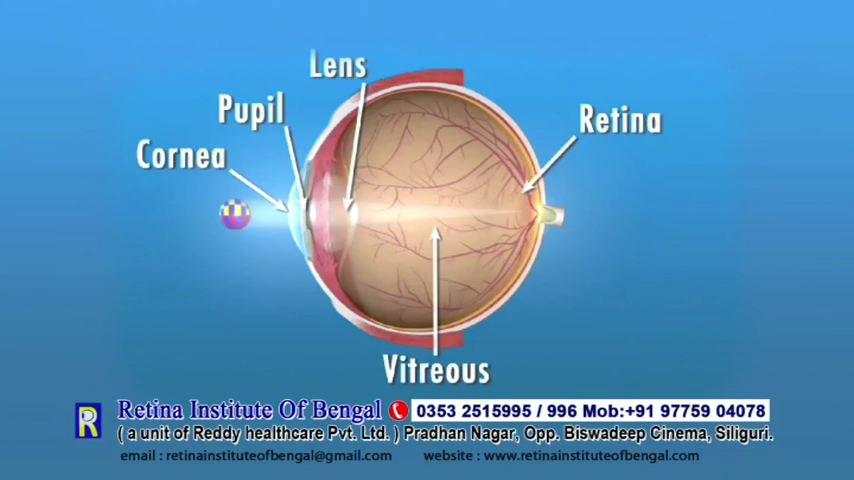 Lens
Pupil
Cornea
Retina
Vitreous
R
Retina Institute Of Bengal 0353 2515995 / 996 Mob:+91 97759 04078
( a unit of Reddy healthcare Pvt. Ltd. ) Pradhan Nagar, Opp. Biswadeep Cinema, Siliguri.
email : retinainstituteofbengal@gmail.com website : www.retinainstituteofbengal.com